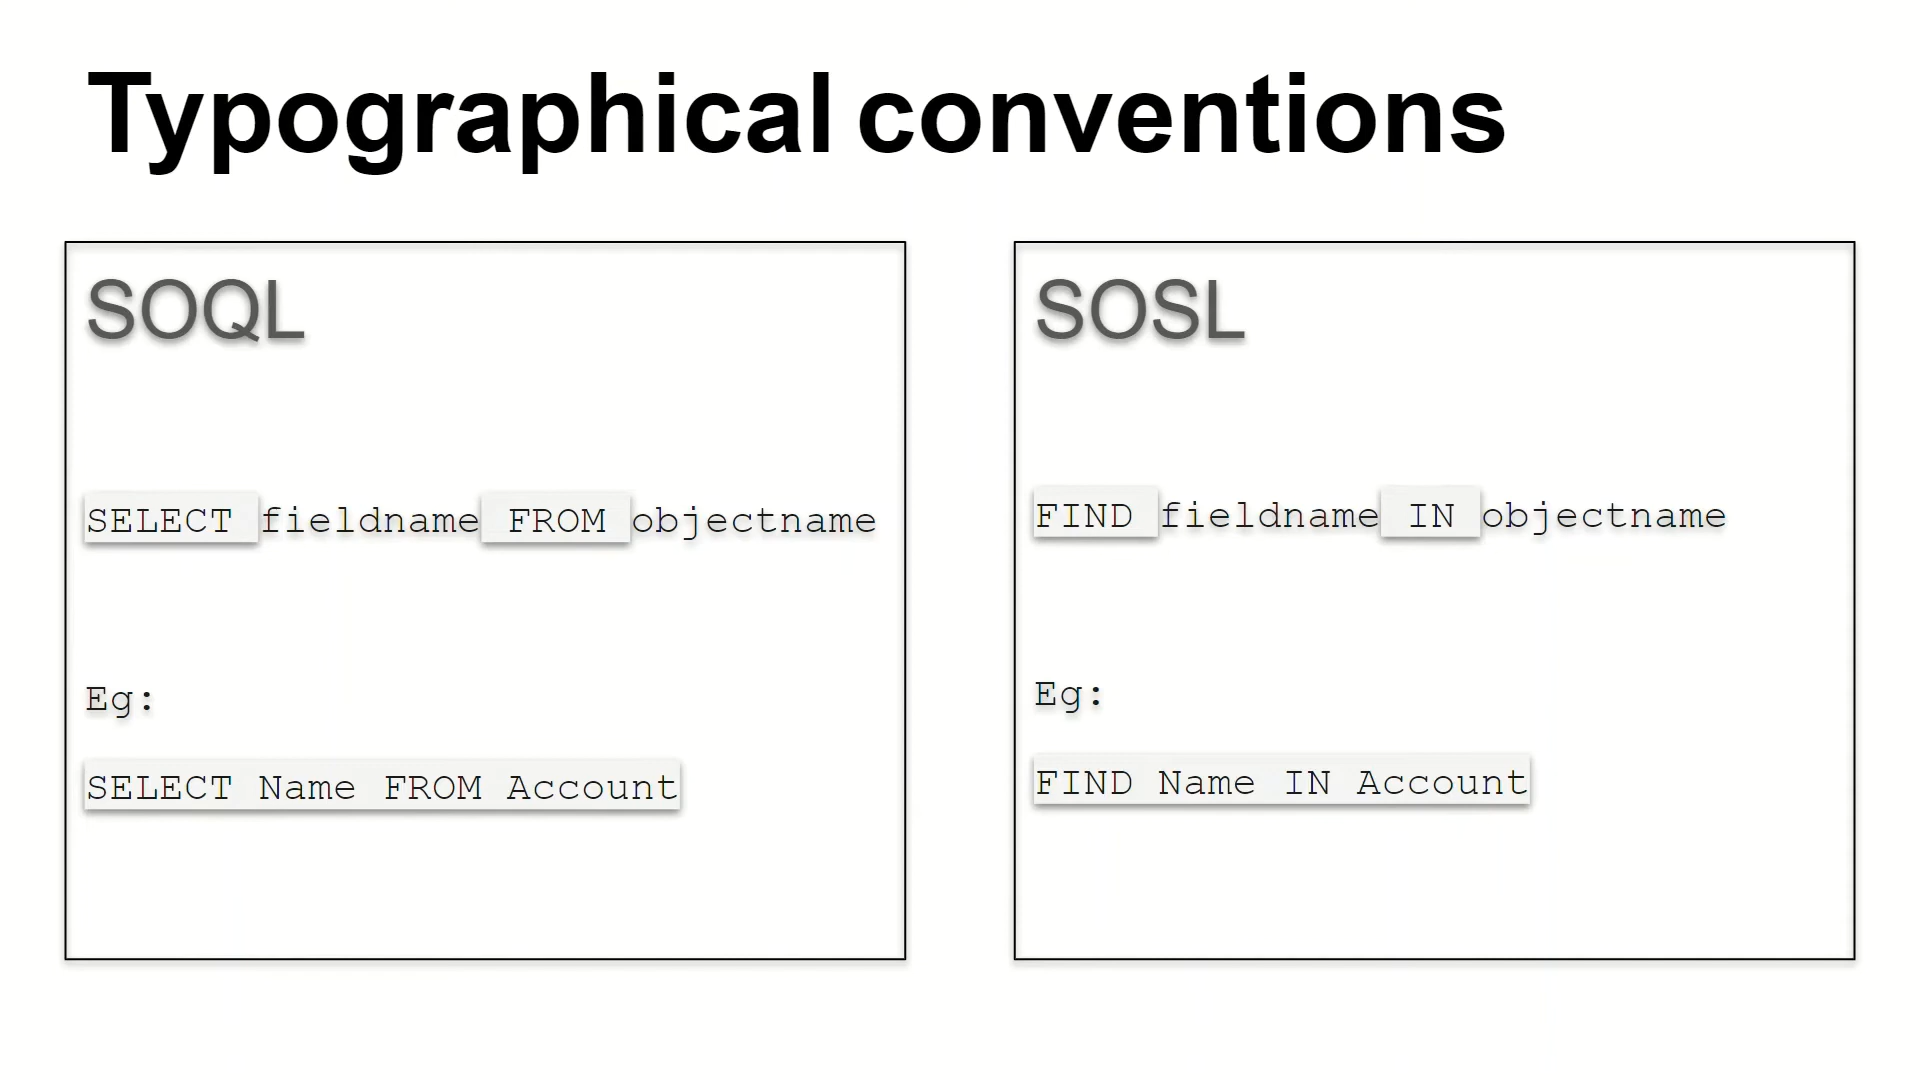 Typographical conventions
SOQL
SELECT fieldname FROM objectname
Eg:
SELECT Name FROM Account
SOSL
FIND fieldname IN objectname
Eg:
FIND Name IN Account